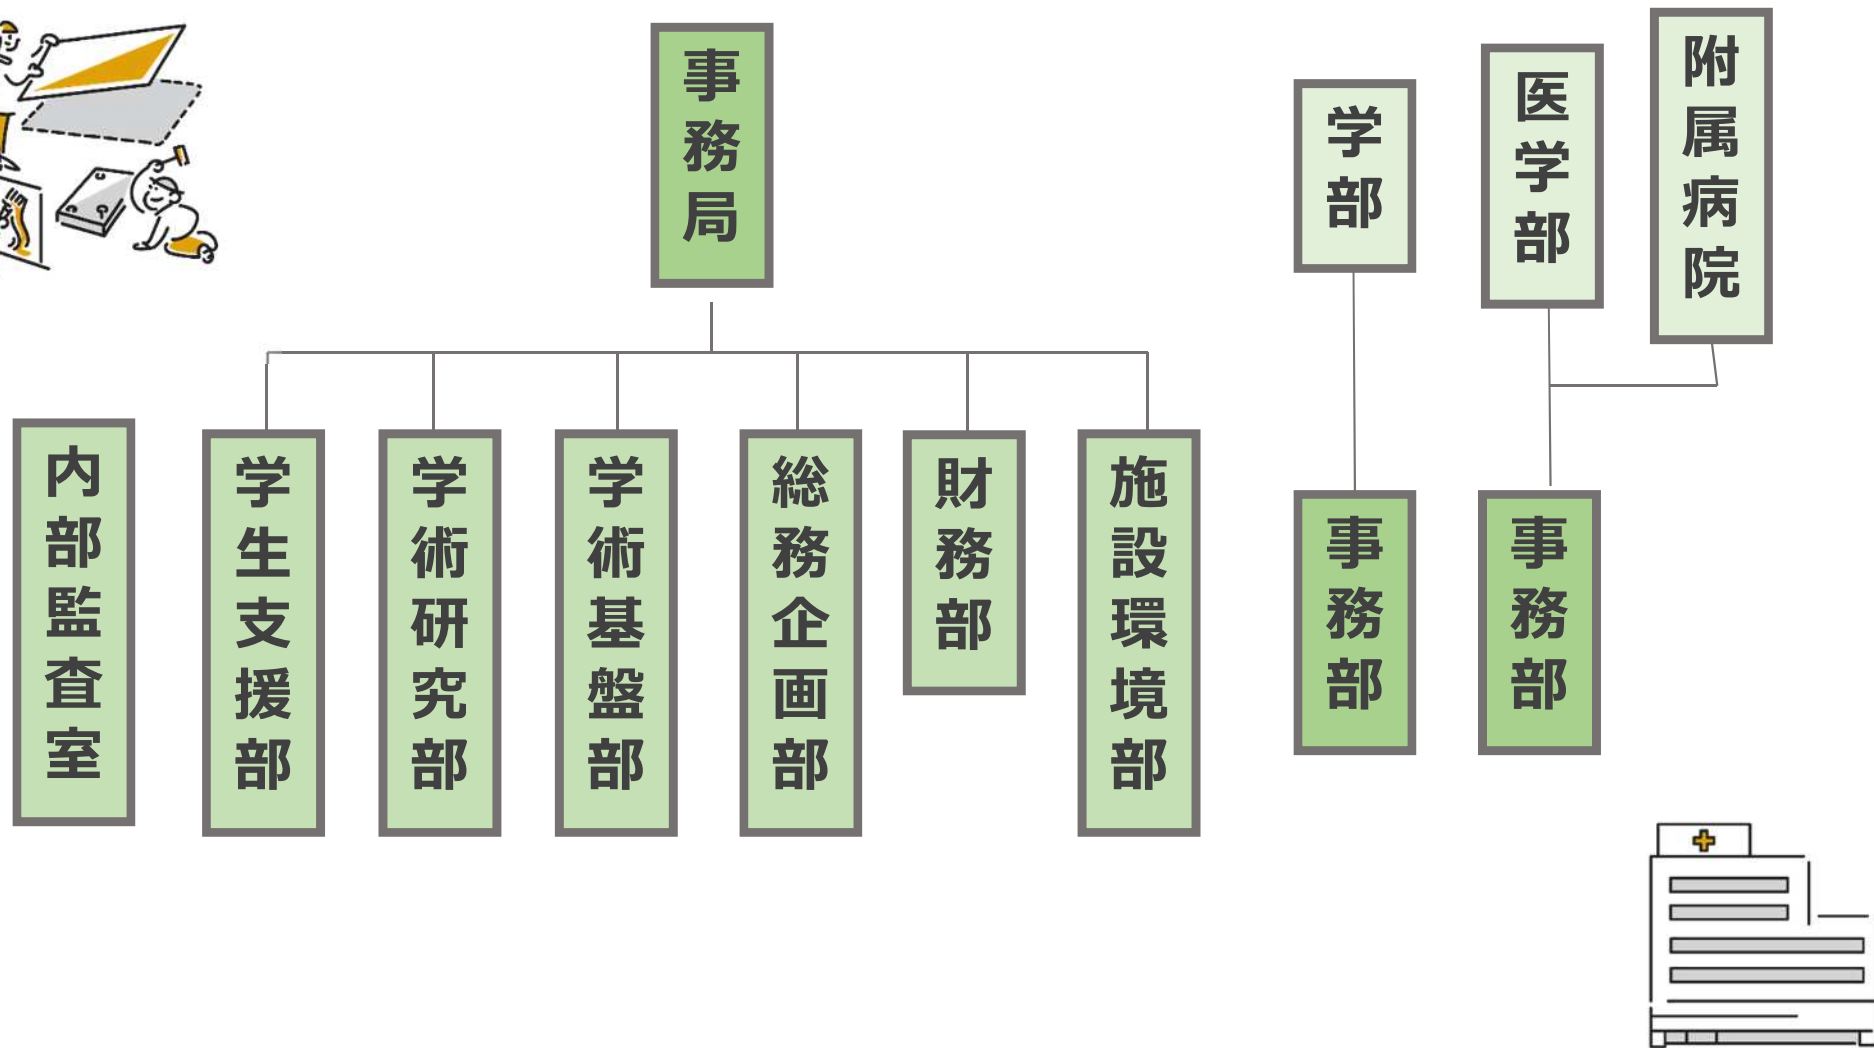 事務局
学部
医学部
附属病院
内部監査室
学生支援部
学術研究部
学術基盤部
総務企画部
財務部
施設環境部
事務部
事務部